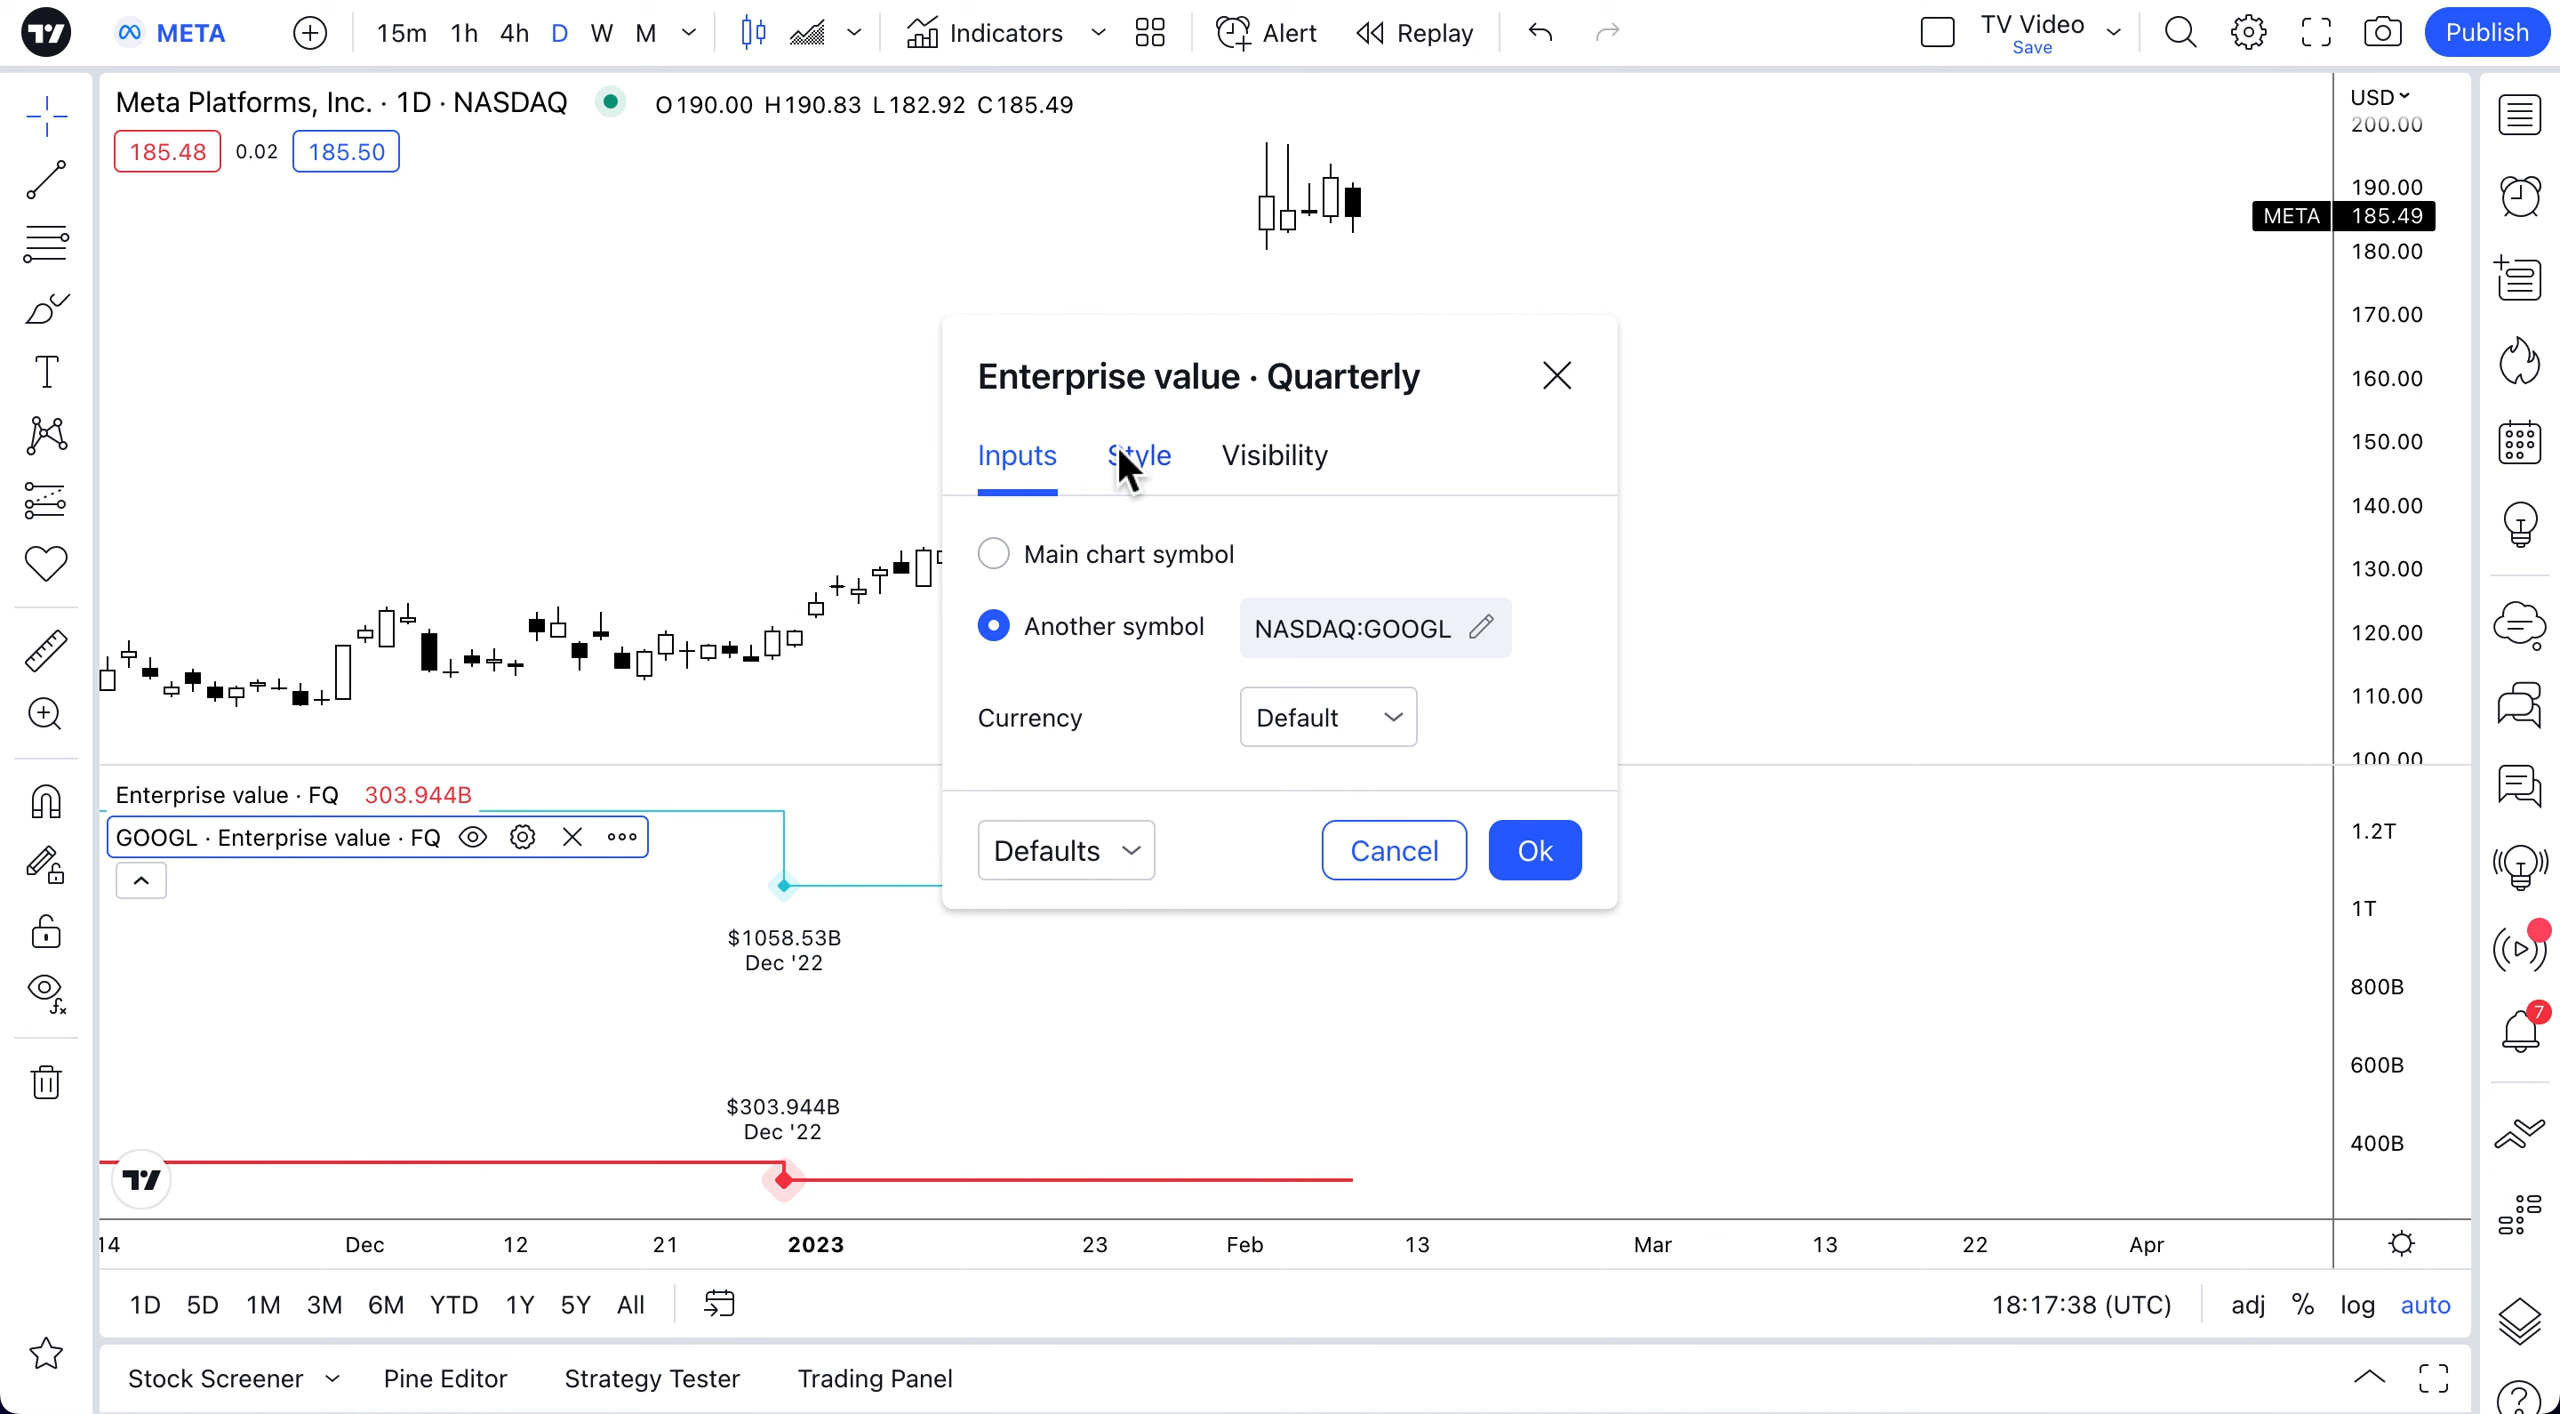 META 15m 1h 4h D W M Indicators Alert Replay TV Video Save Publish
Meta Platforms, Inc. · 1D · NASDAQ O190.00 H190.83 L182.92 C185.49
185.48 0.02 185.50
USD
200.00
190.00
META 185.49
180.00
170.00
160.00
150.00
140.00
130.00
120.00
110.00
100.00
Enterprise value · Quarterly
Inputs Style Visibility
Main chart symbol
Another symbol NASDAQ:GOOGL
Currency Default
Defaults Cancel Ok
Enterprise value · FQ 303.944B
GOOGL · Enterprise value · FQ
$1058.53B
Dec '22
$303.944B
Dec '22
1.2T
1T
800B
600B
400B
7
14 Dec 12 21 2023 23 Feb 13 Mar 13 22 Apr
1D 5D 1M 3M 6M YTD 1Y 5Y All 18:17:38 (UTC) adj % log auto
Stock Screener Pine Editor Strategy Tester Trading Panel